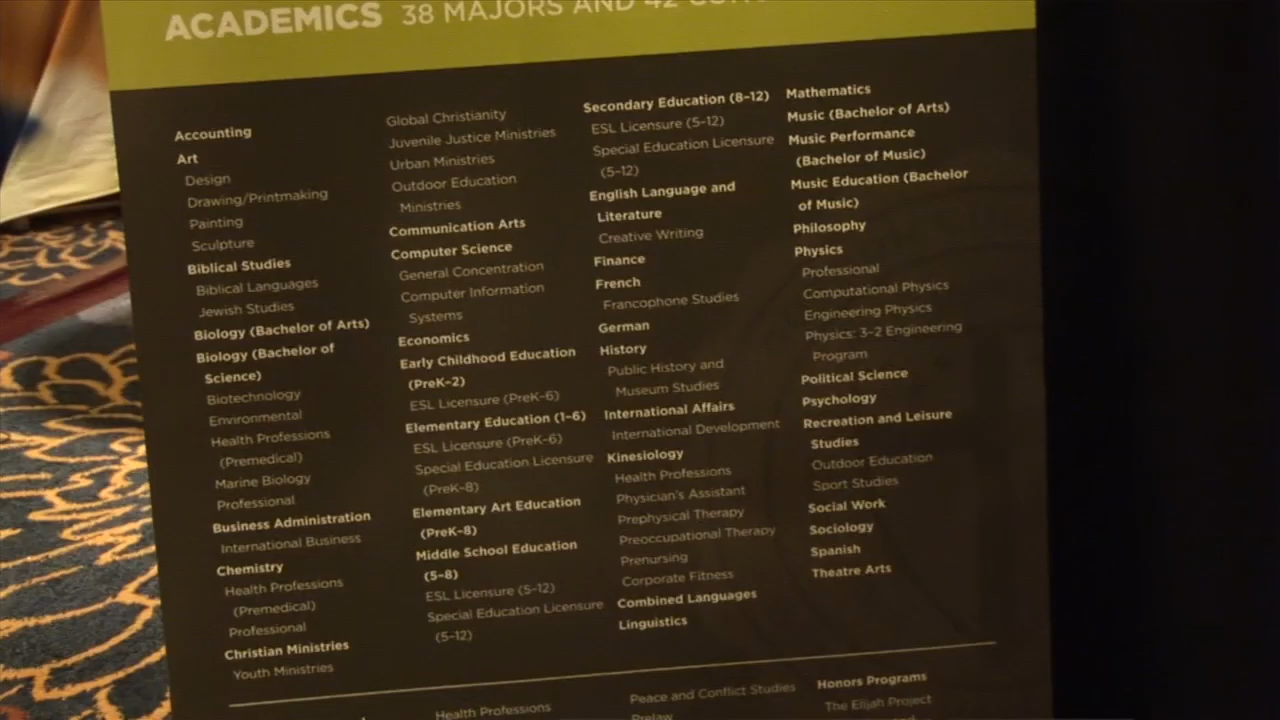 ACADEMICS 38 MAJORS AND 42
Accounting
Art
Design
Drawing/Printmaking
Painting
Sculpture
Biblical Studies
Biblical Languages
Jewish Studies
Biology (Bachelor of Arts)
Biology (Bachelor of
Science)
Biotechnology
Environmental
Health Professions
(Premedical)
Marine Biology
Professional
Business Administration
International Business
Chemistry
Health Professions
(Premedical)
Professional
Christian Ministries
Youth Ministries
Global Christianity
Juvenile Justice Ministries
Urban Ministries
Outdoor Education
Ministries
Communication Arts
Computer Science
General Concentration
Computer Information
Systems
Economics
Early Childhood Education
(PreK–2)
ESL Licensure (PreK–6)
Elementary Education (1–6)
ESL Licensure (PreK–6)
Special Education Licensure
(PreK–8)
Elementary Art Education
(PreK–8)
Middle School Education
(5–8)
ESL Licensure (5–12)
Special Education Licensure
(5–12)
Secondary Education (8–12)
ESL Licensure (5–12)
Special Education Licensure
(5–12)
English Language and
Literature
Creative Writing
Finance
French
Francophone Studies
German
History
Public History and
Museum Studies
International Affairs
International Development
Kinesiology
Health Professions
Physician's Assistant
Prephysical Therapy
Preoccupational Therapy
Prenursing
Corporate Fitness
Combined Languages
Linguistics
Mathematics
Music (Bachelor of Arts)
Music Performance
(Bachelor of Music)
Music Education (Bachelor
of Music)
Philosophy
Physics
Professional
Computational Physics
Engineering Physics
Physics: 3–2 Engineering
Program
Political Science
Psychology
Recreation and Leisure
Studies
Outdoor Education
Sport Studies
Social Work
Sociology
Spanish
Theatre Arts
Health Professions
Peace and Conflict Studies
Prelaw
Honors Programs
The Elijah Project